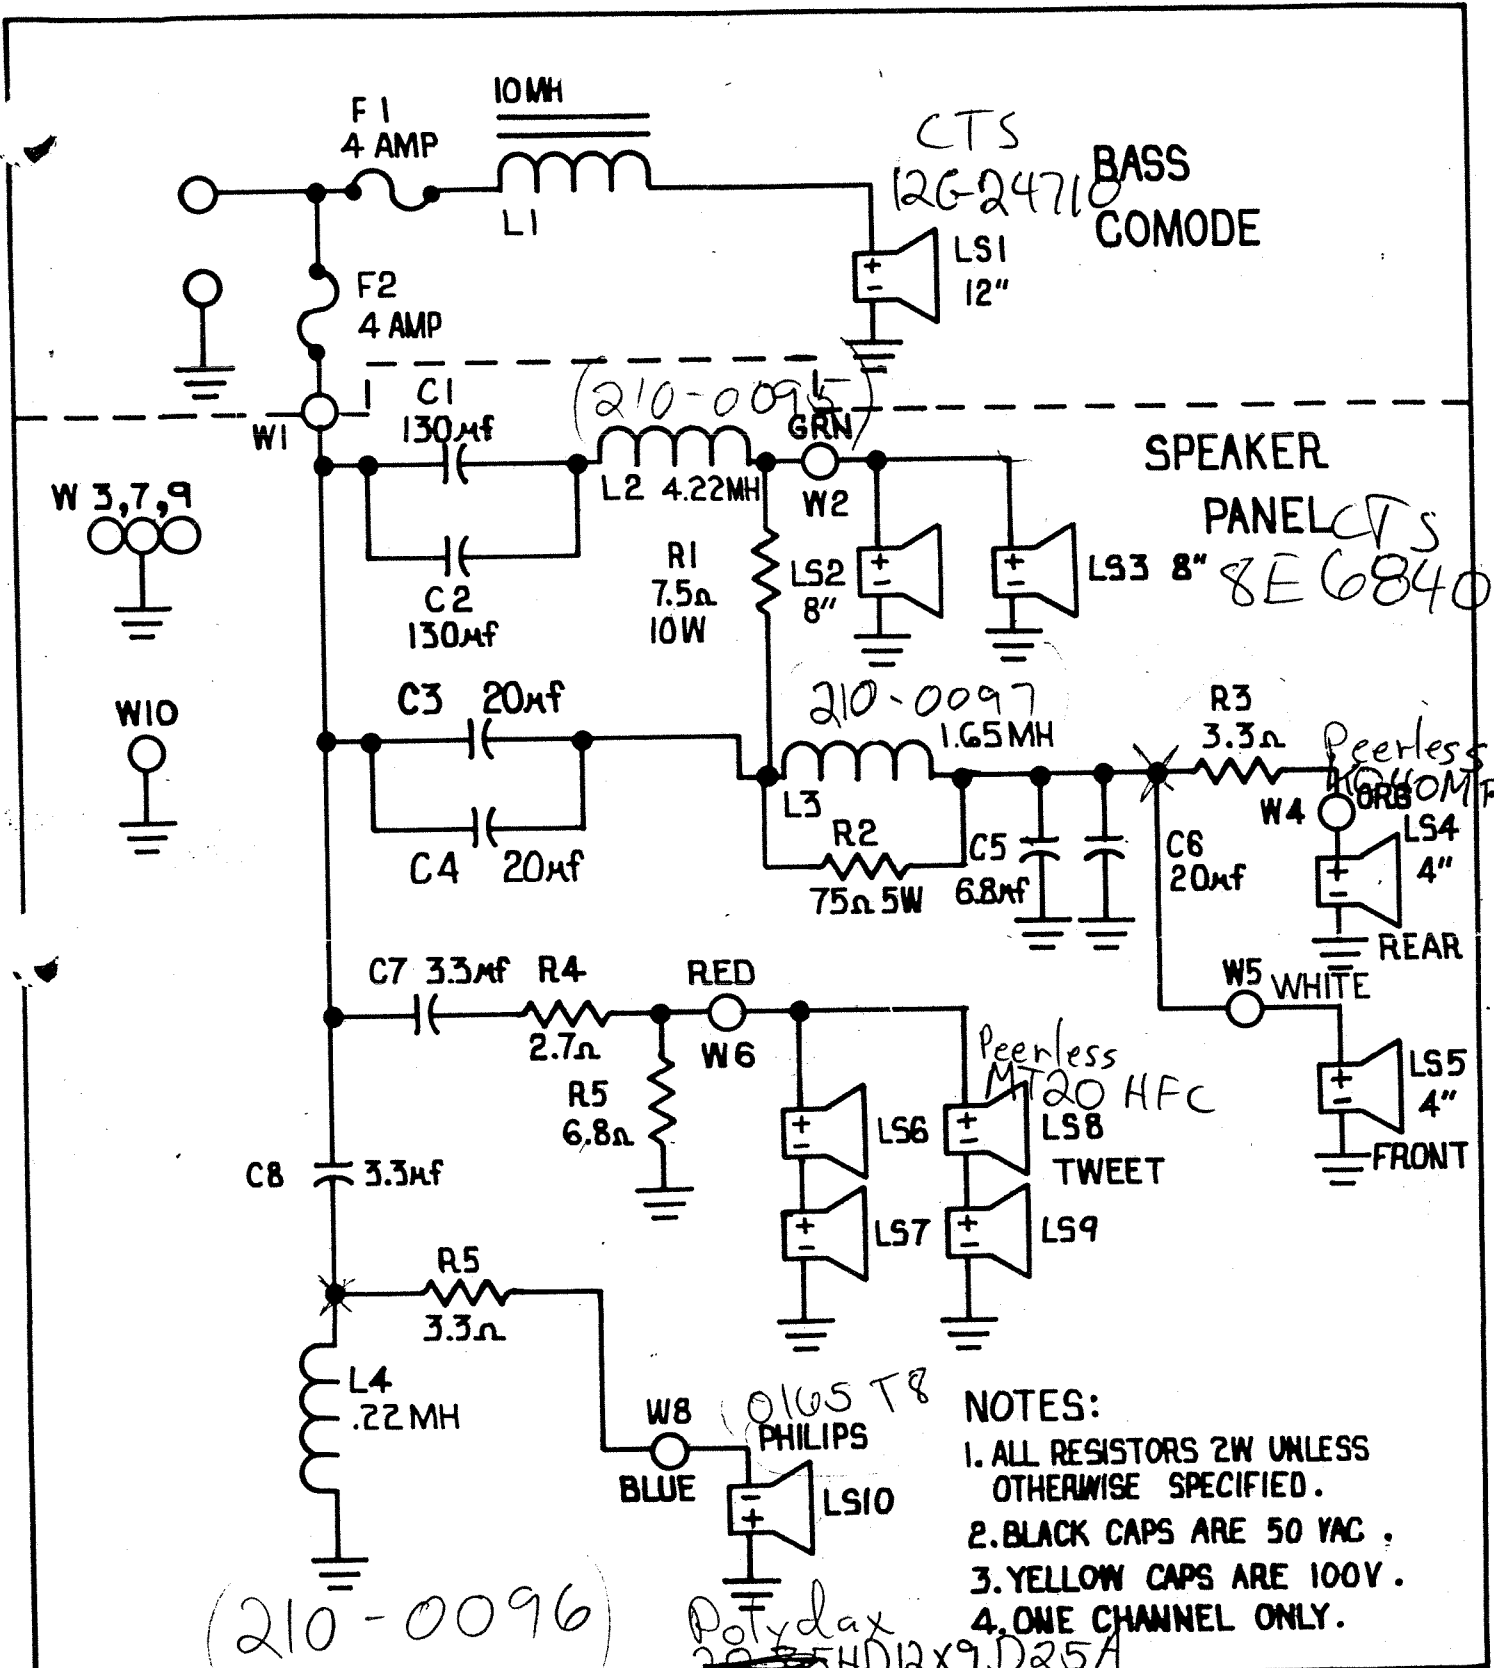 10MH
F1
4 AMP
L1
CTS
12G-24710
BASS
COMODE
LS1
12"
+
-
F2
4 AMP
W1
C1
130µf
(210-0095)
GRN
L2 4.22MH
W2
SPEAKER
PANEL
CTS
8E6840
W 3,7,9
C2
130µf
R1
7.5Ω
10W
LS2
8"
+
-
+
-
LS3 8"
W10
C3 20µf
C4 20µf
210-0097
1.65MH
L3
R2
75Ω 5W
C5
6.8µf
C6
20µf
R3
3.3Ω
Peerless
W4
LS4
4"
+
-
REAR
W5 WHITE
LS5
4"
+
-
FRONT
C7 3.3µf R4
2.7Ω
RED
W6
R5
6.8Ω
Peerless
MT20 HFC
+
-
LS6
+
-
LS8
TWEET
+
-
LS7
+
-
LS9
C8 3.3µf
R5
3.3Ω
L4
.22MH
W8
BLUE
0165 T8
PHILIPS
-
+
LS10
NOTES:
1. ALL RESISTORS 2W UNLESS
OTHERWISE SPECIFIED.
2. BLACK CAPS ARE 50 VAC.
3. YELLOW CAPS ARE 100V.
4. ONE CHANNEL ONLY.
(210-0096)
Polydax